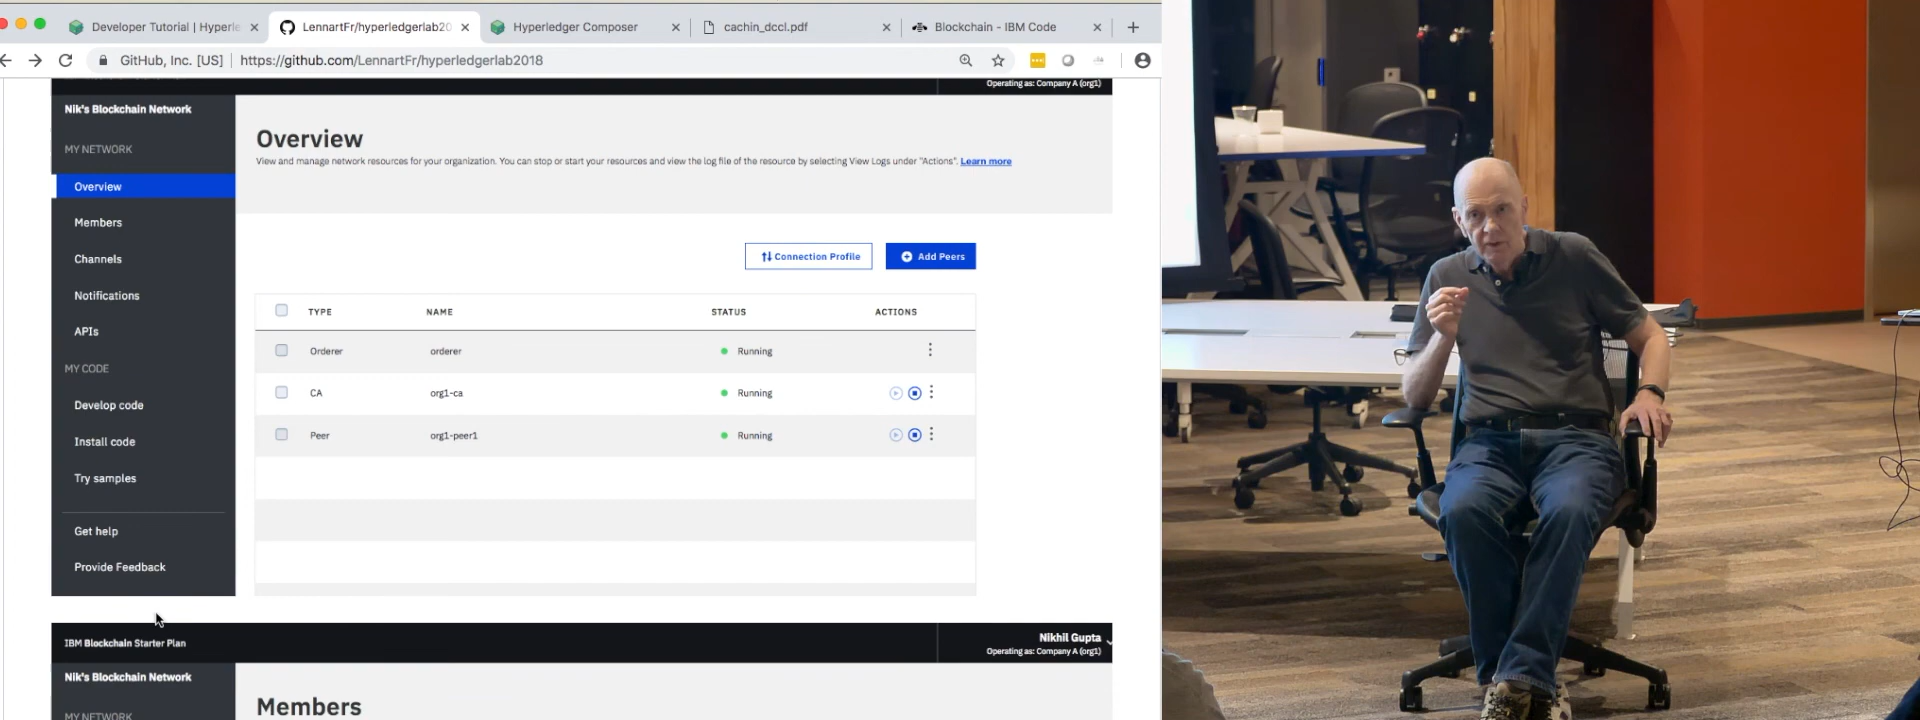 Developer Tutorial | Hyperle
LennartFr/hyperledgerlab20
Hyperledger Composer
cachin_dccl.pdf
Blockchain - IBM Code
GitHub, Inc. [US]
https://github.com/LennartFr/hyperledgerlab2018
Operating as: Company A (org1)
Nik's Blockchain Network
MY NETWORK
Overview
Members
Channels
Notifications
APIs
MY CODE
Develop code
Install code
Try samples
Get help
Provide Feedback
Overview
View and manage network resources for your organization. You can stop or start your resources and view the log file of the resource by selecting View Logs under "Actions". Learn more
Connection Profile
Add Peers
TYPE NAME STATUS ACTIONS
Orderer orderer Running
CA org1-ca Running
Peer org1-peer1 Running
IBM Blockchain Starter Plan
Nikhil Gupta
Operating as: Company A (org1)
Nik's Blockchain Network
MY NETWORK
Members